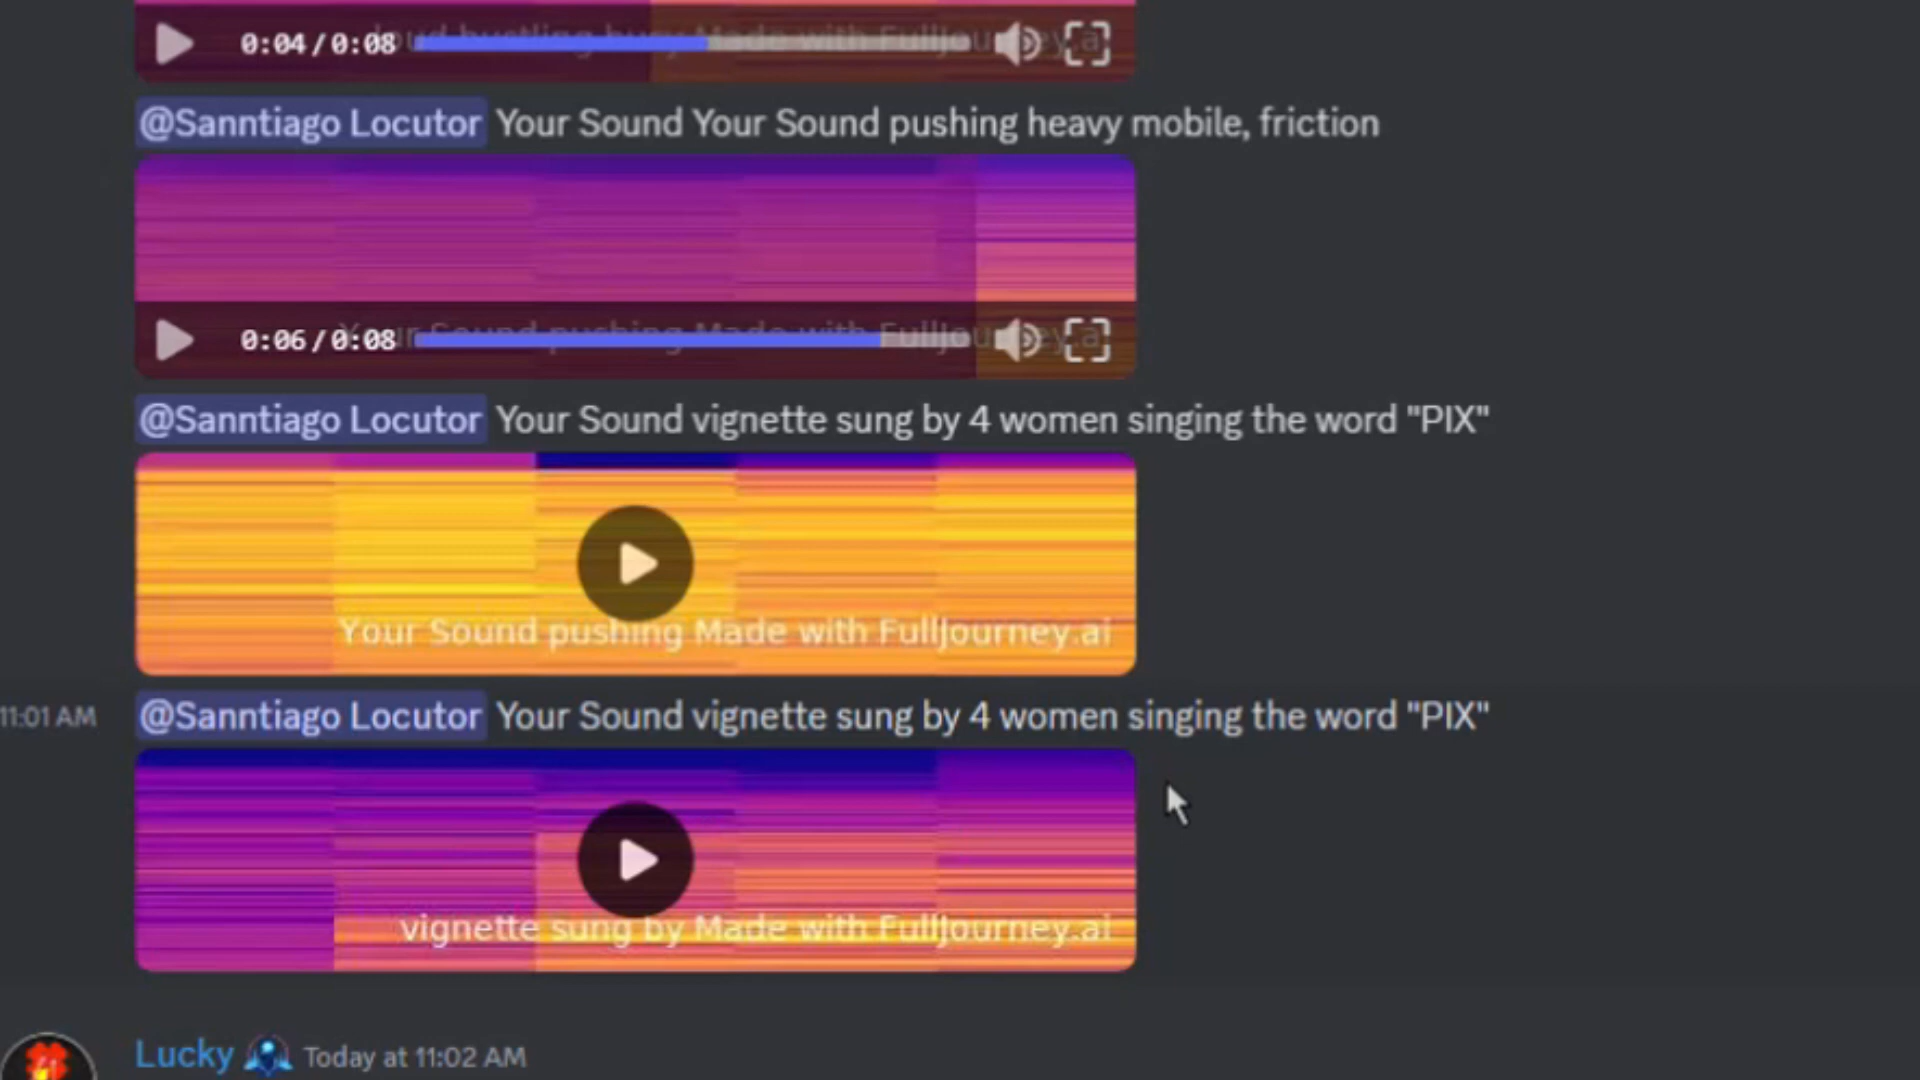 0:04/0:08 loud bustling busy Made with FullJourney.ai
@Sanntiago Locutor Your Sound Your Sound pushing heavy mobile, friction
0:06/0:08 Your Sound pushing Made with FullJourney.ai
@Sanntiago Locutor Your Sound vignette sung by 4 women singing the word "PIX"
Your Sound pushing Made with FullJourney.ai
11:01 AM @Sanntiago Locutor Your Sound vignette sung by 4 women singing the word "PIX"
vignette sung by Made with FullJourney.ai
Lucky Today at 11:02 AM